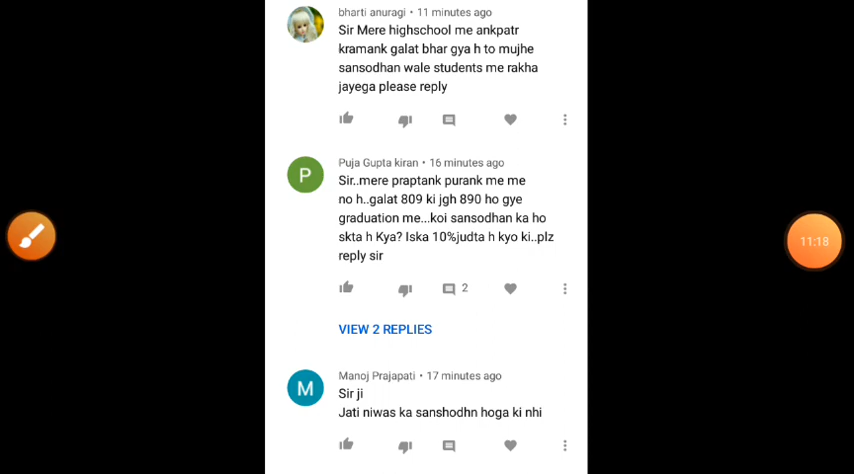 bharti anuragi • 11 minutes ago
Sir Mere highschool me ankpatr
kramank galat bhar gya h to mujhe
sansodhan wale students me rakha
jayega please reply
P
Puja Gupta kiran • 16 minutes ago
Sir..mere praptank purank me me
no h..galat 809 ki jgh 890 ho gye
graduation me...koi sansodhan ka ho
skta h Kya? Iska 10%judta h kyo ki..plz
reply sir
2
VIEW 2 REPLIES
11:18
M
Manoj Prajapati • 17 minutes ago
Sir ji
Jati niwas ka sanshodhn hoga ki nhi